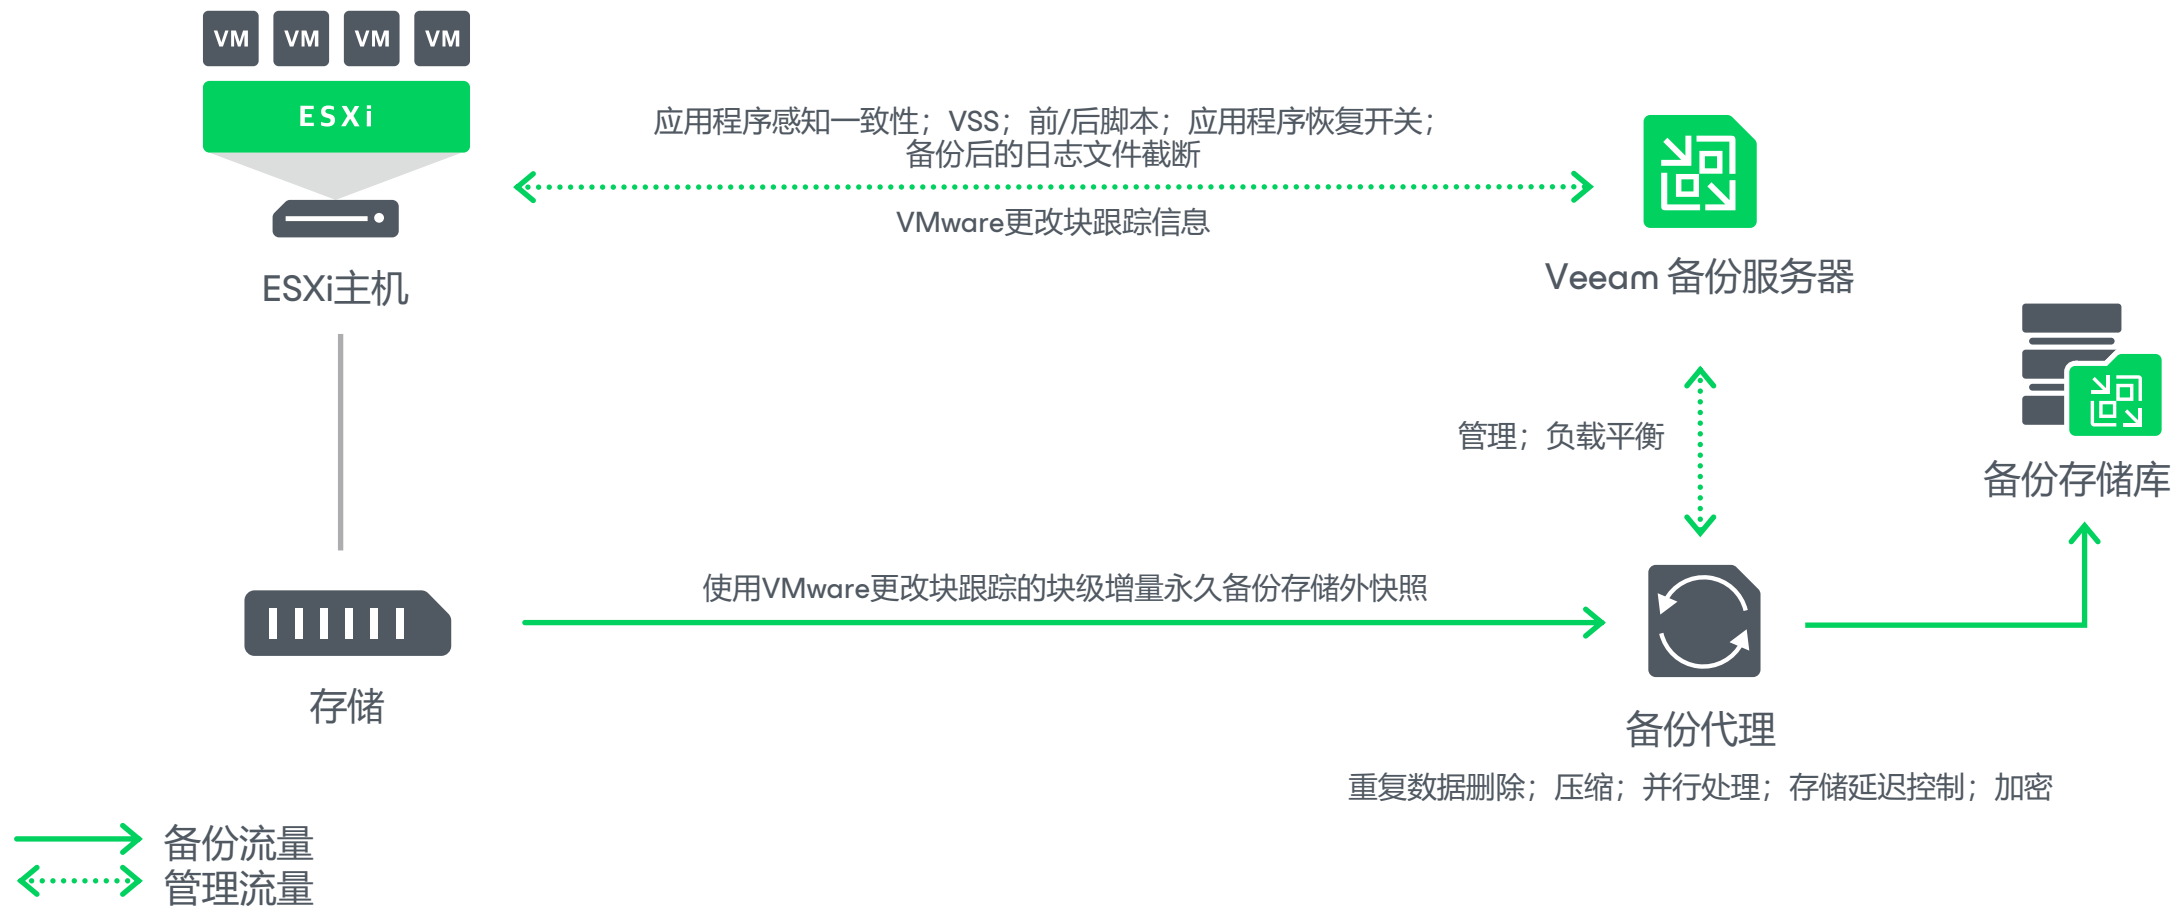 VM VM VM VM
ESXi
应用程序感知一致性；VSS；前/后脚本；应用程序恢复开关；
备份后的日志文件截断
VMware更改块跟踪信息
ESXi主机
Veeam 备份服务器
管理；负载平衡
备份存储库
使用VMware更改块跟踪的块级增量永久备份存储外快照
存储
备份代理
重复数据删除；压缩；并行处理；存储延迟控制；加密
备份流量
管理流量